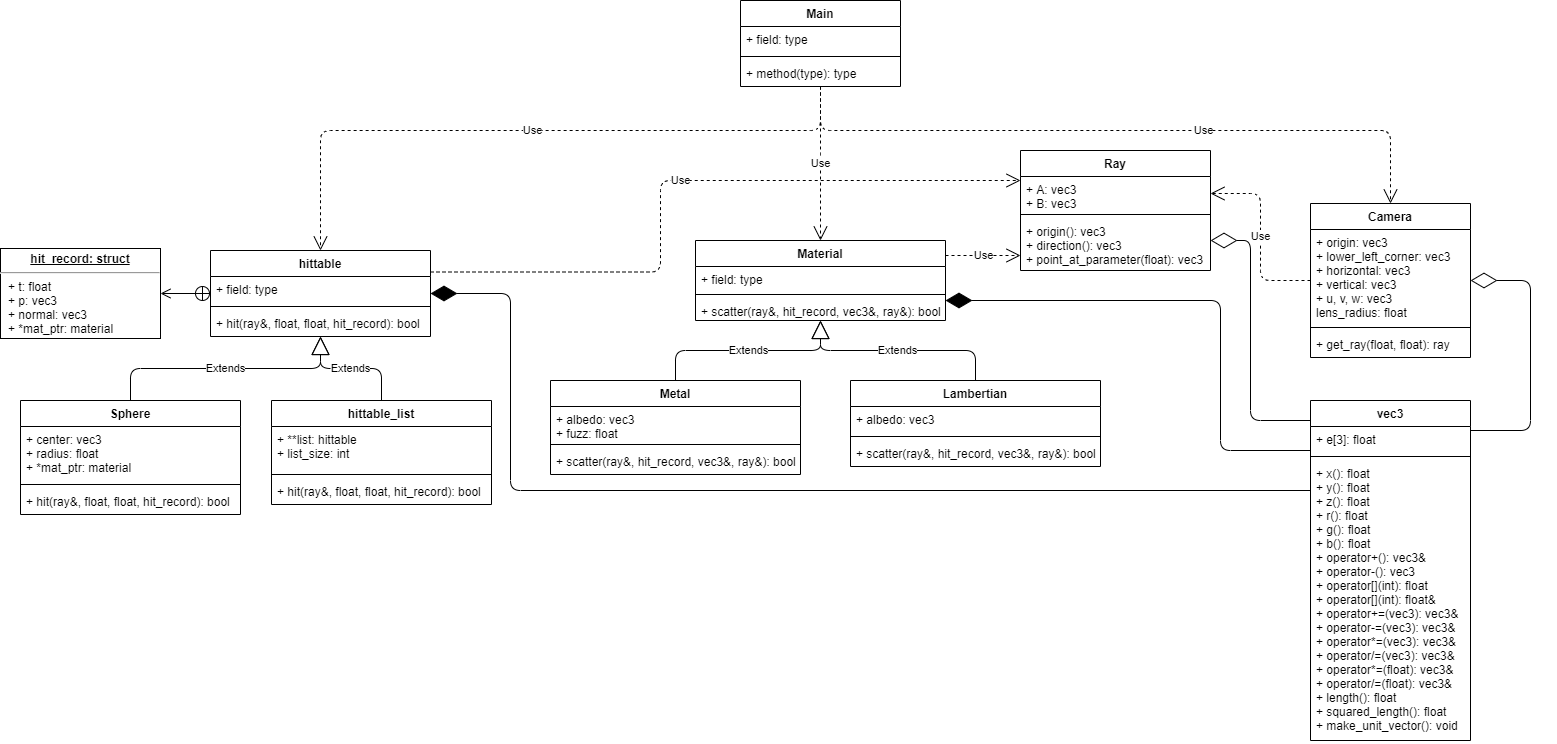 Main
+ field: type
+ method(type): type
Use
Use
Use
Use
Ray
+ A: vec3
+ B: vec3
+ origin(): vec3
+ direction(): vec3
+ point_at_parameter(float): vec3
Use
Use
Camera
+ origin: vec3
+ lower_left_corner: vec3
+ horizontal: vec3
+ vertical: vec3
+ u, v, w: vec3
lens_radius: float
+ get_ray(float, float): ray
hit_record: struct
+ t: float
+ p: vec3
+ normal: vec3
+ *mat_ptr: material
hittable
+ field: type
+ hit(ray&, float, float, hit_record): bool
Material
+ field: type
+ scatter(ray&, hit_record, vec3&, ray&): bool
Extends
Extends
Extends
Extends
Sphere
+ center: vec3
+ radius: float
+ *mat_ptr: material
+ hit(ray&, float, float, hit_record): bool
hittable_list
+ **list: hittable
+ list_size: int
+ hit(ray&, float, float, hit_record): bool
Metal
+ albedo: vec3
+ fuzz: float
+ scatter(ray&, hit_record, vec3&, ray&): bool
Lambertian
+ albedo: vec3
+ scatter(ray&, hit_record, vec3&, ray&): bool
vec3
+ e[3]: float
+ x(): float
+ y(): float
+ z(): float
+ r(): float
+ g(): float
+ b(): float
+ operator+(): vec3&
+ operator-(): vec3
+ operator[](int): float
+ operator[](int): float&
+ operator+=(vec3): vec3&
+ operator-=(vec3): vec3&
+ operator*=(vec3): vec3&
+ operator/=(vec3): vec3&
+ operator*=(float): vec3&
+ operator/=(float): vec3&
+ length(): float
+ squared_length(): float
+ make_unit_vector(): void